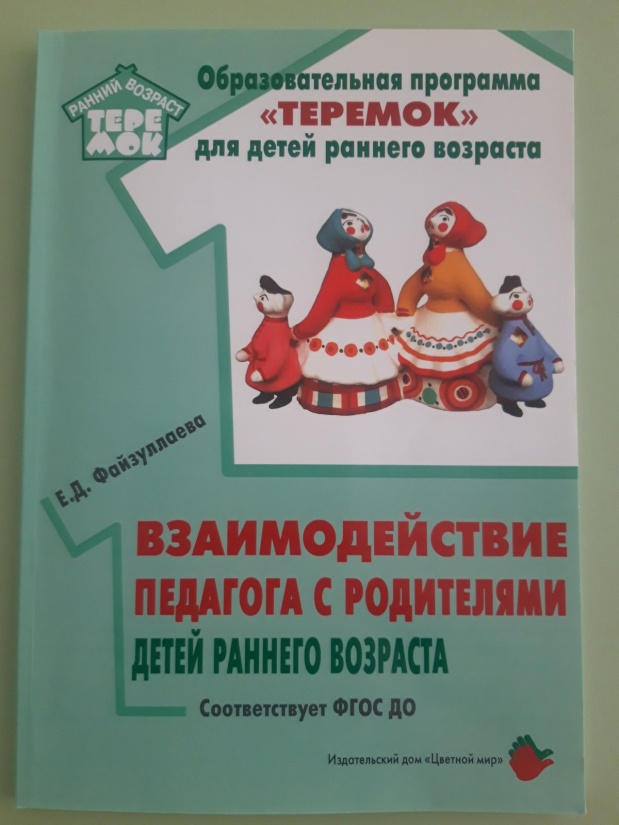 РАННИЙ ВОЗРАСТ
ТЕРЕ
МОК
Образовательная программа
«ТЕРЕМОК»
для детей раннего возраста
Е.Д. Файзуллаева
ВЗАИМОДЕЙСТВИЕ
ПЕДАГОГА С РОДИТЕЛЯМИ
ДЕТЕЙ РАННЕГО ВОЗРАСТА
Соответствует ФГОС ДО
Издательский дом «Цветной мир»